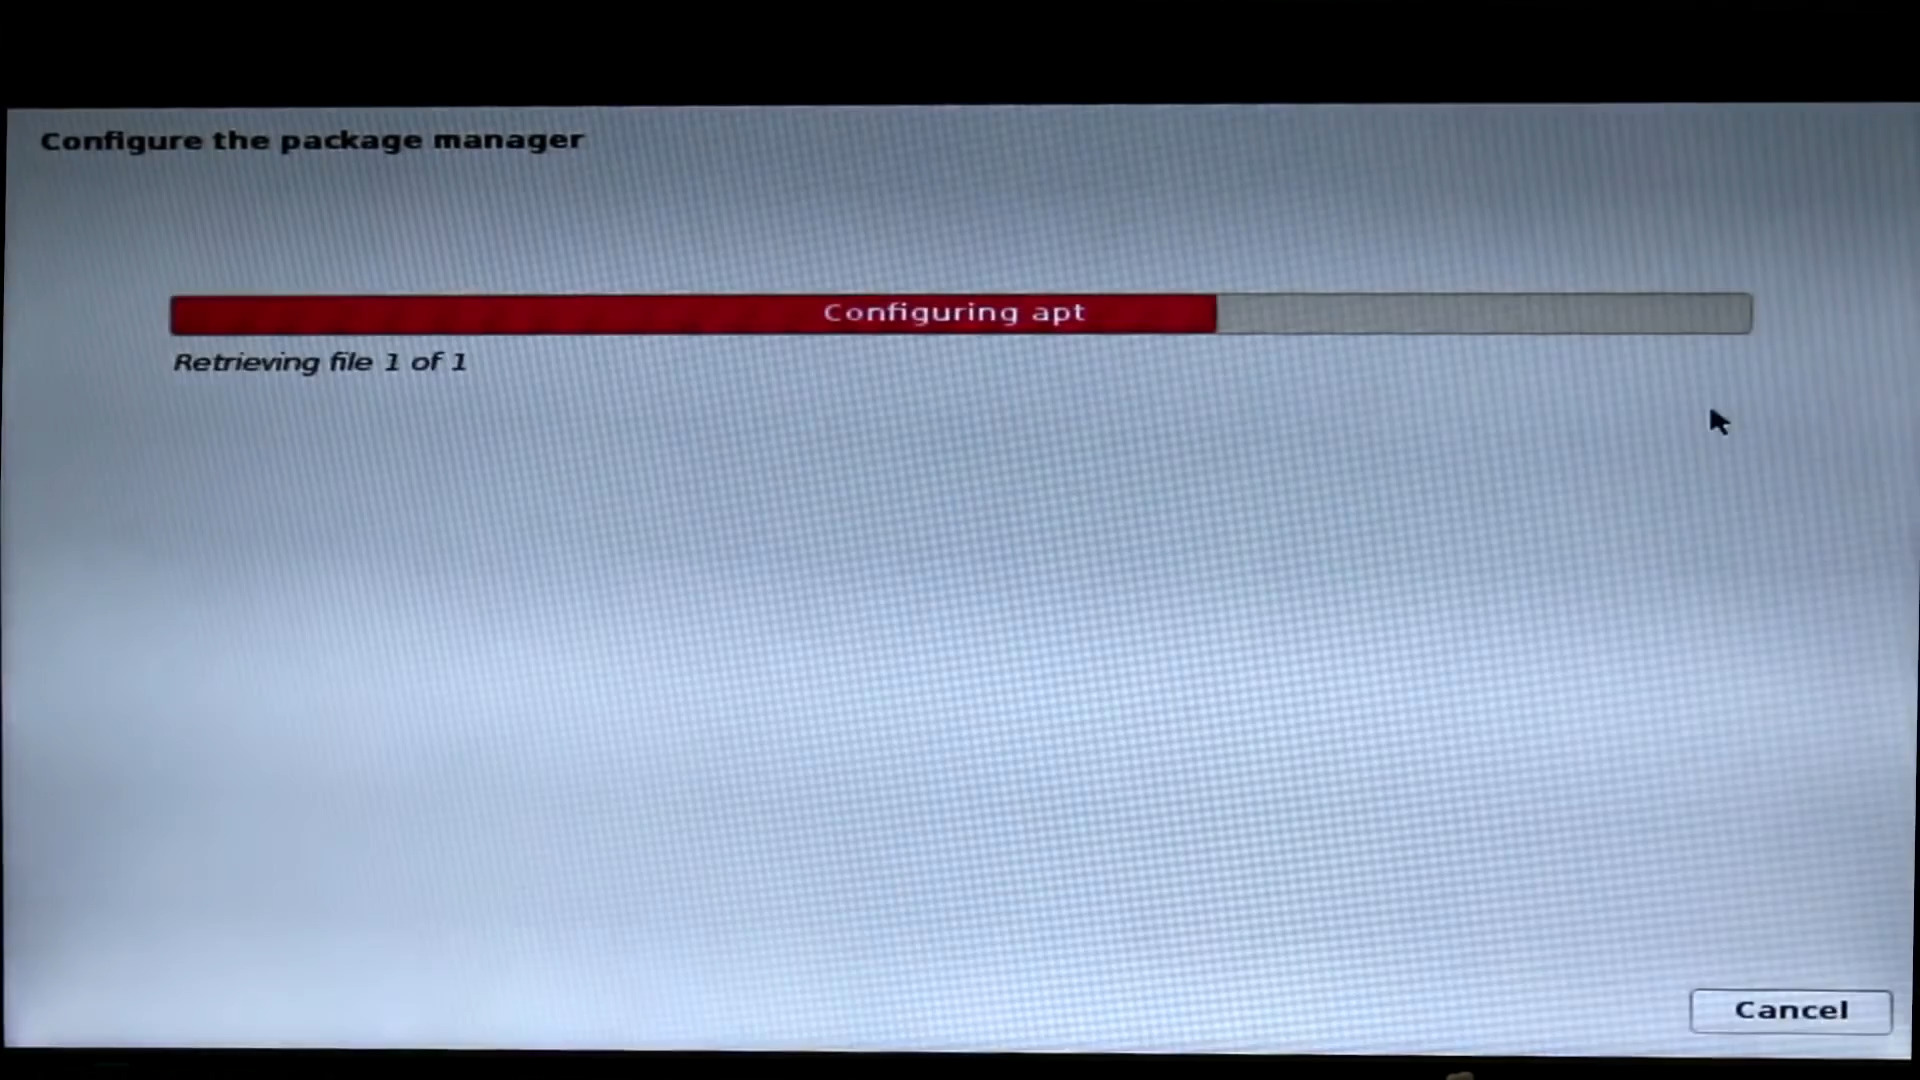 Configure the package manager
Configuring apt
Retrieving file 1 of 1
Cancel